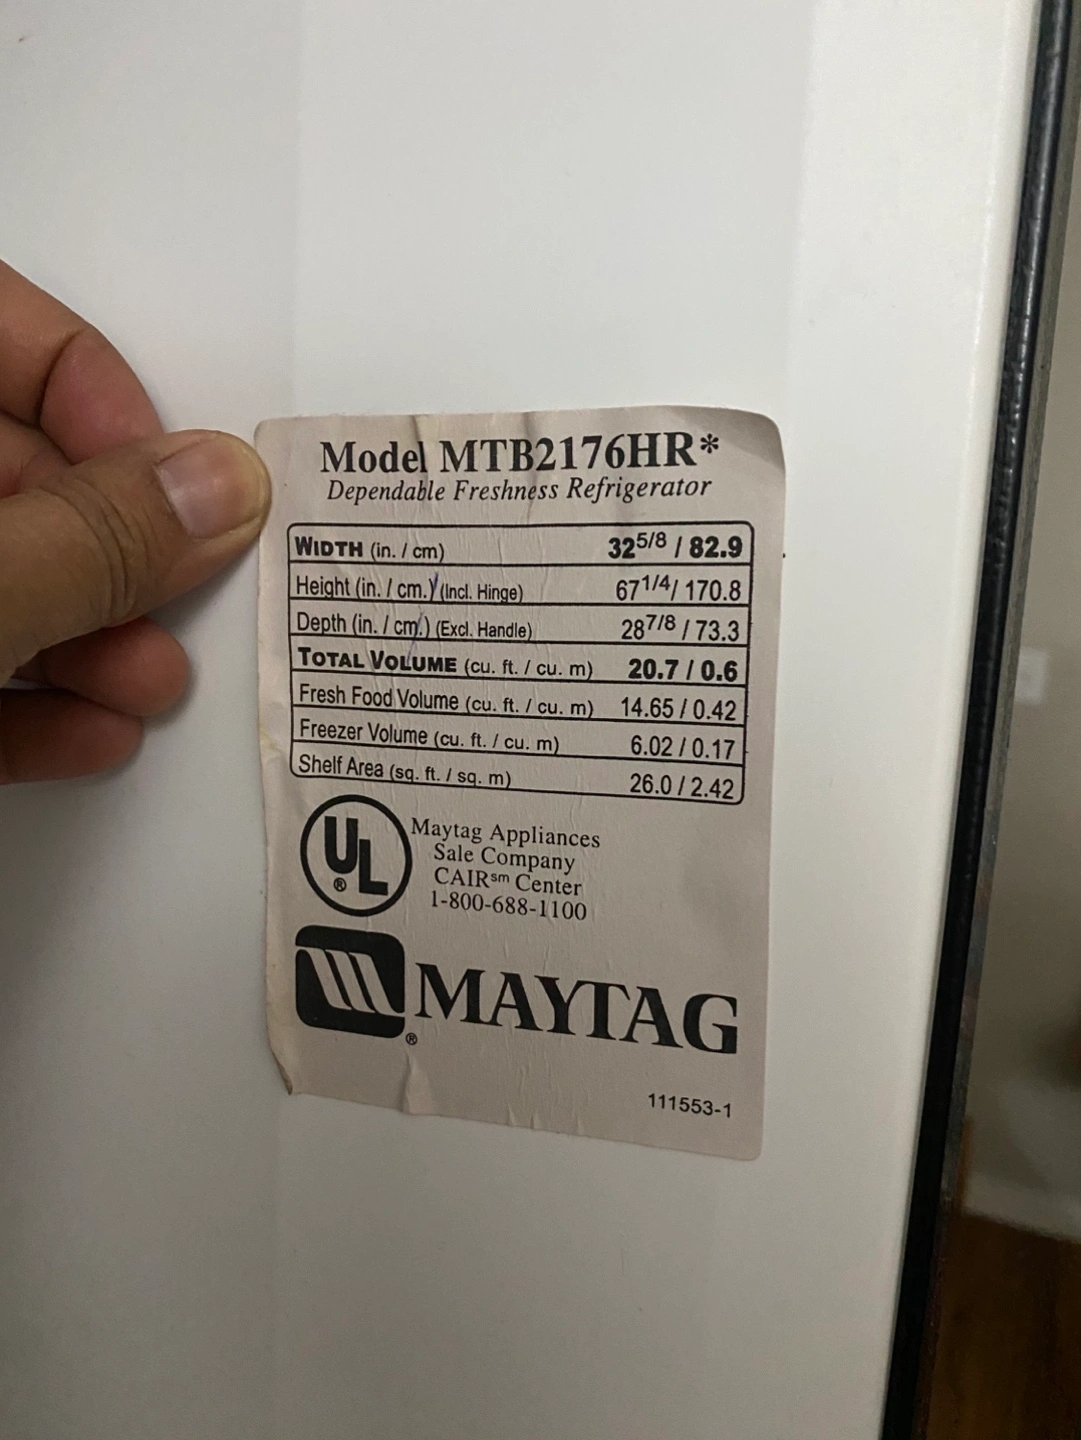 Model MTB2176HR*
Dependable Freshness Refrigerator
WIDTH (in. / cm) 32 5/8 / 82.9
Height (in. / cm.) (Incl. Hinge) 67 1/4 / 170.8
Depth (in. / cm.) (Excl. Handle) 28 7/8 / 73.3
TOTAL VOLUME (cu. ft. / cu. m) 20.7 / 0.6
Fresh Food Volume (cu. ft. / cu. m) 14.65 / 0.42
Freezer Volume (cu. ft. / cu. m) 6.02 / 0.17
Shelf Area (sq. ft. / sq. m) 26.0 / 2.42
UL®
Maytag Appliances
Sale Company
CAIR℠ Center
1-800-688-1100
MAYTAG
®
111553-1